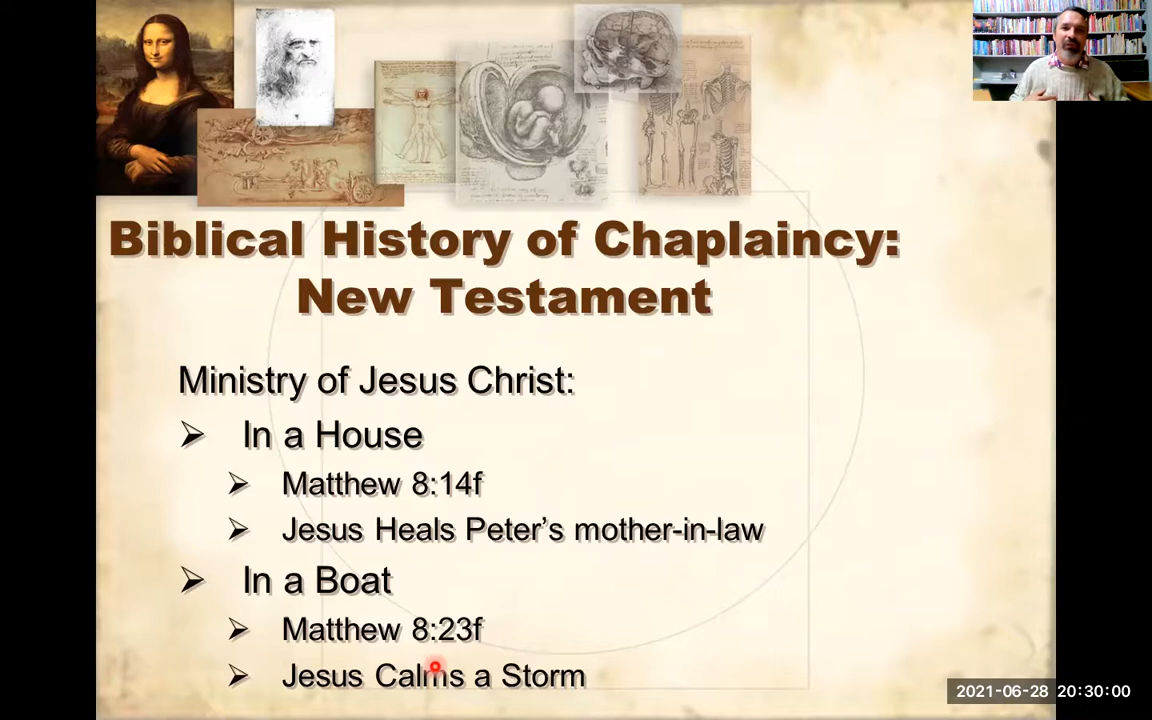 Biblical History of Chaplaincy:
New Testament
Ministry of Jesus Christ:
In a House
Matthew 8:14f
Jesus Heals Peter’s mother-in-law
In a Boat
Matthew 8:23f
Jesus Calms a Storm
2021-06-28 20:30:00